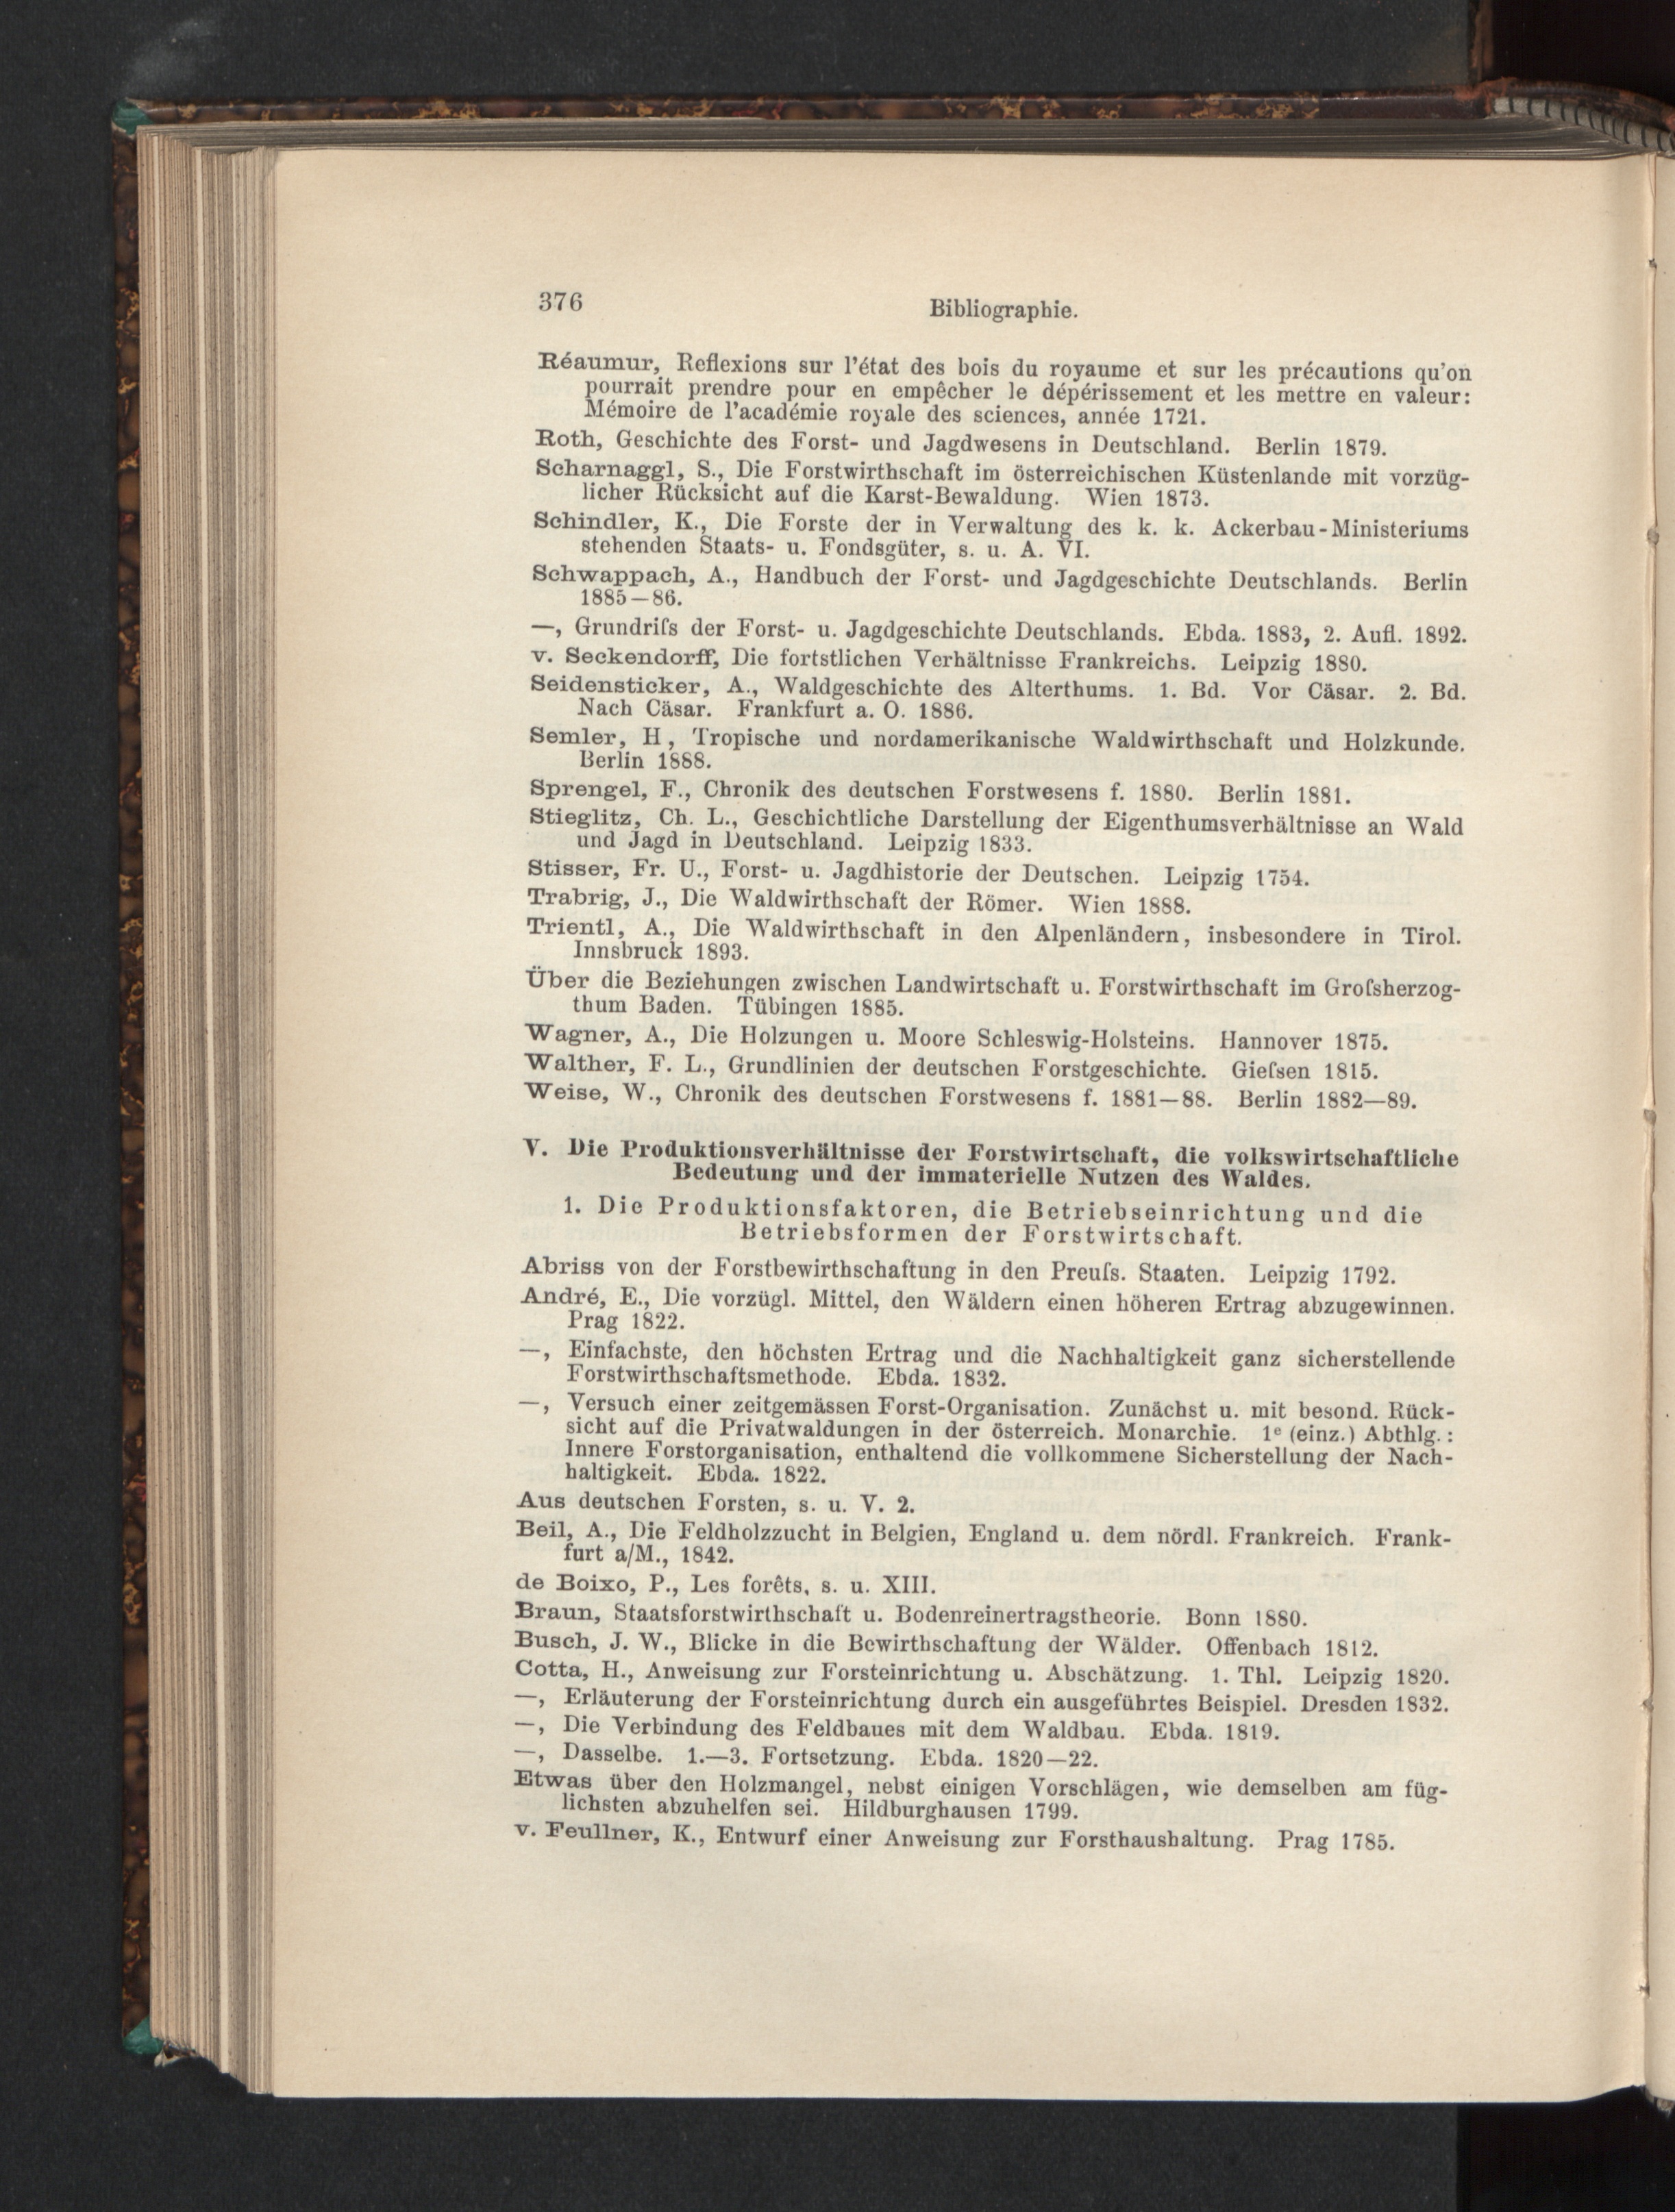 376
Bibliographie.
Réaumur, Reflexions sur l'état des bois du royaume et sur les précautions qu'on
pourrait prendre pour en empêcher le dépérissement et les mettre en valeur:
Mémoire de l'académie royale des sciences, année 1721.
Roth, Geschichte des Forst- und Jagdwesens in Deutschland. Berlin 1879.
Scharnaggl, S., Die Forstwirthschaft im österreichischen Küstenlande mit vorzüg-
licher Rücksicht auf die Karst-Bewaldung. Wien 1873.
Schindler, K., Die Forste der in Verwaltung des k. k. Ackerbau-Ministeriums
stehenden Staats- u. Fondsgüter, s. u. A. VI.
Schwappach, A., Handbuch der Forst- und Jagdgeschichte Deutschlands. Berlin
1885—86.
—, Grundriſs der Forst- u. Jagdgeschichte Deutschlands. Ebda. 1883, 2. Aufl. 1892.
v. Seckendorff, Die fortstlichen Verhältnisse Frankreichs. Leipzig 1880.
Seidensticker, A., Waldgeschichte des Alterthums. 1. Bd. Vor Cäsar. 2. Bd.
Nach Cäsar. Frankfurt a. O. 1886.
Semler, H, Tropische und nordamerikanische Waldwirthschaft und Holzkunde.
Berlin 1888.
Sprengel, F., Chronik des deutschen Forstwesens f. 1880. Berlin 1881.
Stieglitz, Ch. L., Geschichtliche Darstellung der Eigenthumsverhältnisse an Wald
und Jagd in Deutschland. Leipzig 1833.
Stisser, Fr. U., Forst- u. Jagdhistorie der Deutschen. Leipzig 1754.
Trabrig, J., Die Waldwirthschaft der Römer. Wien 1888.
Trientl, A., Die Waldwirthschaft in den Alpenländern, insbesondere in Tirol.
Innsbruck 1893.
Über die Beziehungen zwischen Landwirtschaft u. Forstwirthschaft im Groſsherzog-
thum Baden. Tübingen 1885.
Wagner, A., Die Holzungen u. Moore Schleswig-Holsteins. Hannover 1875.
Walther, F. L., Grundlinien der deutschen Forstgeschichte. Gieſsen 1815.
Weise, W., Chronik des deutschen Forstwesens f. 1881—88. Berlin 1882—89.
V. Die Produktionsverhältnisse der Forstwirtschaft, die volkswirtschaftliche
Bedeutung und der immaterielle Nutzen des Waldes.
1. Die Produktionsfaktoren, die Betriebseinrichtung und die
Betriebsformen der Forstwirtschaft.
Abriss von der Forstbewirthschaftung in den Preuſs. Staaten. Leipzig 1792.
André, E., Die vorzügl. Mittel, den Wäldern einen höheren Ertrag abzugewinnen.
Prag 1822.
—, Einfachste, den höchsten Ertrag und die Nachhaltigkeit ganz sicherstellende
Forstwirthschaftsmethode. Ebda. 1832.
—, Versuch einer zeitgemässen Forst-Organisation. Zunächst u. mit besond. Rück-
sicht auf die Privatwaldungen in der österreich. Monarchie. 1e (einz.) Abthlg.:
Innere Forstorganisation, enthaltend die vollkommene Sicherstellung der Nach-
haltigkeit. Ebda. 1822.
Aus deutschen Forsten, s. u. V. 2.
Beil, A., Die Feldholzzucht in Belgien, England u. dem nördl. Frankreich. Frank-
furt a/M., 1842.
de Boixo, P., Les forêts, s. u. XIII.
Braun, Staatsforstwirthschaft u. Bodenreinertragstheorie. Bonn 1880.
Busch, J. W., Blicke in die Bewirthschaftung der Wälder. Offenbach 1812.
Cotta, H., Anweisung zur Forsteinrichtung u. Abschätzung. 1. Thl. Leipzig 1820.
—, Erläuterung der Forsteinrichtung durch ein ausgeführtes Beispiel. Dresden 1832.
—, Die Verbindung des Feldbaues mit dem Waldbau. Ebda. 1819.
—, Dasselbe. 1.—3. Fortsetzung. Ebda. 1820—22.
Etwas über den Holzmangel, nebst einigen Vorschlägen, wie demselben am füg-
lichsten abzuhelfen sei. Hildburghausen 1799.
v. Feullner, K., Entwurf einer Anweisung zur Forsthaushaltung. Prag 1785.